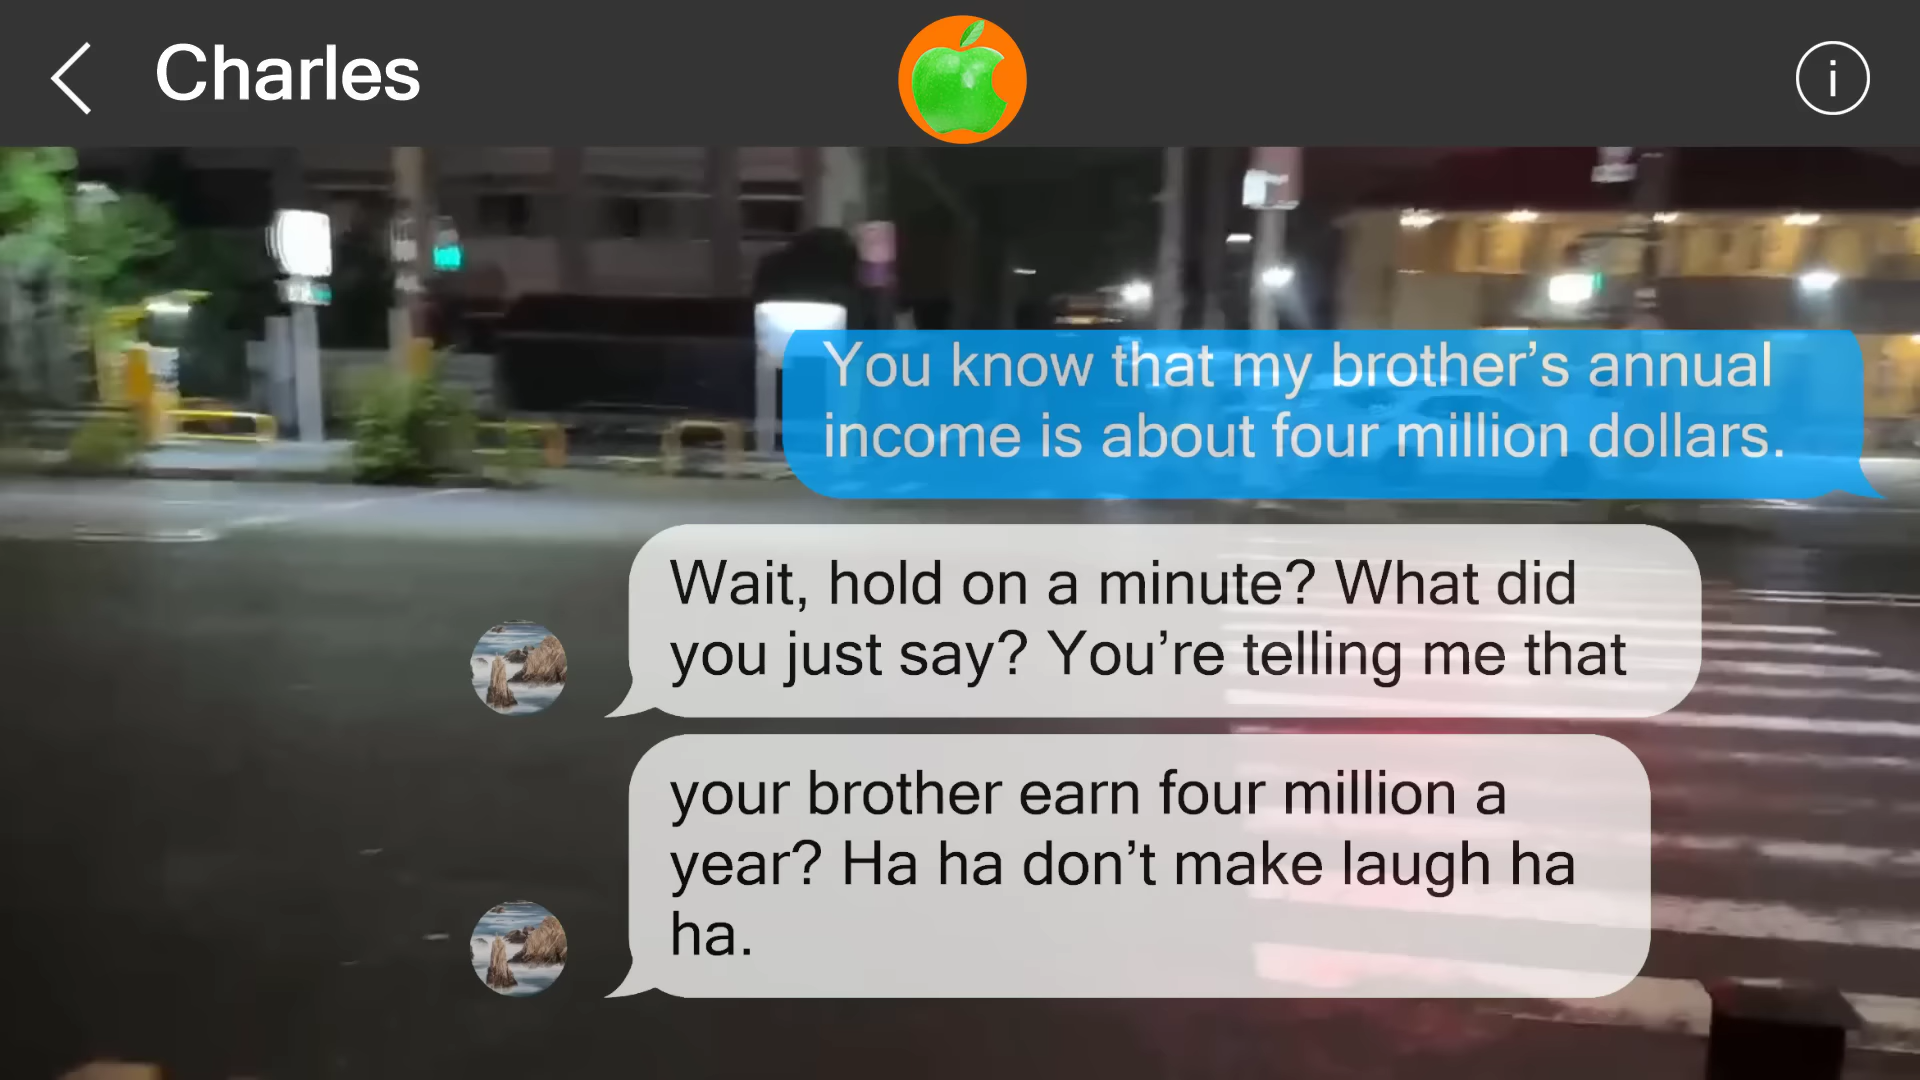 Charles
You know that my brother’s annual
income is about four million dollars.
Wait, hold on a minute? What did
you just say? You’re telling me that
your brother earn four million a
year? Ha ha don’t make laugh ha
ha.